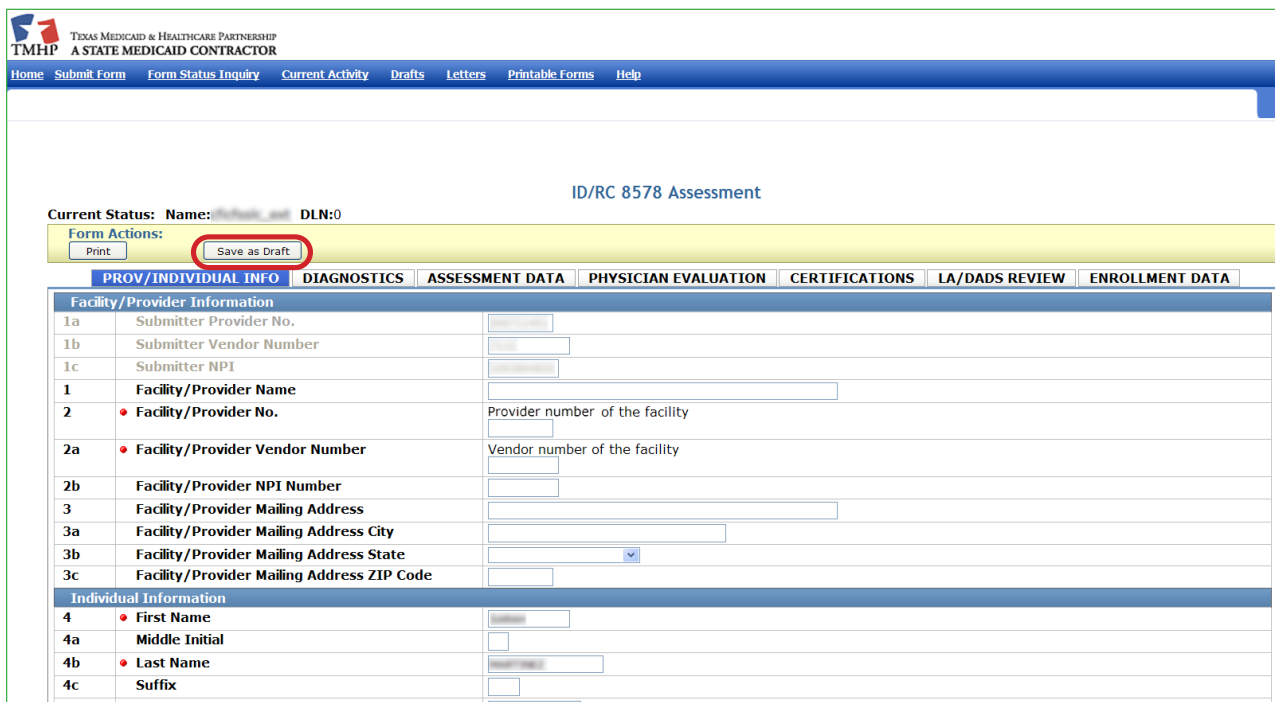 TEXAS MEDICAID & HEALTHCARE PARTNERSHIP
TMHP A STATE MEDICAID CONTRACTOR
Home Submit Form Form Status Inquiry Current Activity Drafts Letters Printable Forms Help
ID/RC 8578 Assessment
Current Status: Name: DLN:0
Form Actions:
Print Save as Draft
PROV/INDIVIDUAL INFO DIAGNOSTICS ASSESSMENT DATA PHYSICIAN EVALUATION CERTIFICATIONS LA/DADS REVIEW ENROLLMENT DATA
Facility/Provider Information
1a Submitter Provider No.
1b Submitter Vendor Number
1c Submitter NPI
1 Facility/Provider Name
2 Facility/Provider No. Provider number of the facility
2a Facility/Provider Vendor Number Vendor number of the facility
2b Facility/Provider NPI Number
3 Facility/Provider Mailing Address
3a Facility/Provider Mailing Address City
3b Facility/Provider Mailing Address State
3c Facility/Provider Mailing Address ZIP Code
Individual Information
4 First Name
4a Middle Initial
4b Last Name
4c Suffix